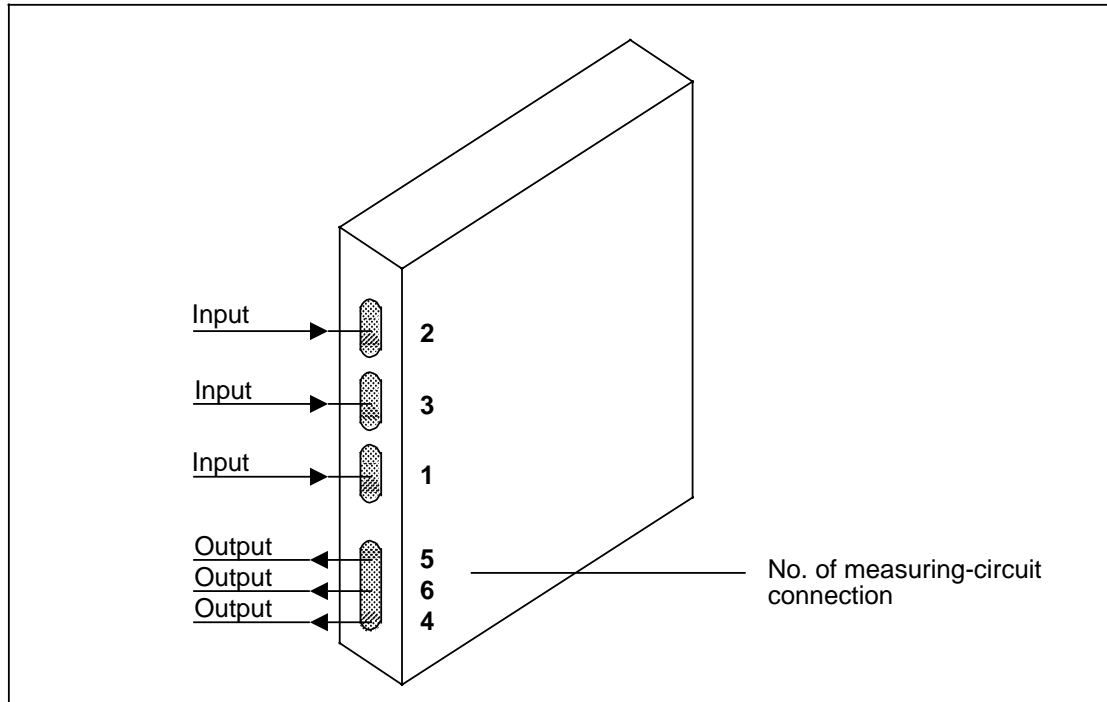 Input 2
Input 3
Input 1
Output 5
Output 6
Output 4
No. of measuring-circuit
connection